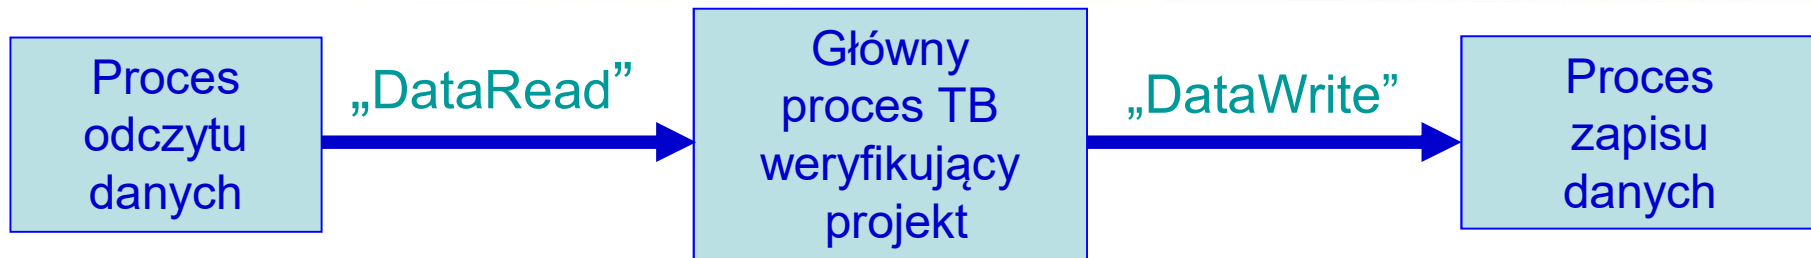 Proces
odczytu
danych
„DataRead”
Główny
proces TB
weryfikujący
projekt
„DataWrite”
Proces
zapisu
danych